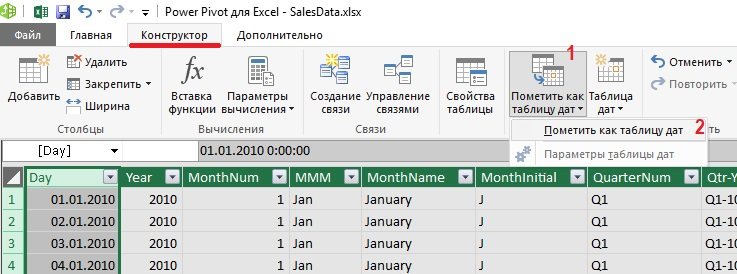 Power Pivot для Excel - SalesData.xlsx
Файл Главная Конструктор Дополнительно
Добавить
Удалить
Закрепить
Ширина
Столбцы
fx
Вставка функции
Параметры вычисления
Вычисления
Создание связи
Управление связями
Связи
Свойства таблицы
1
Пометить как таблицу дат
Таблица дат
Отменить
Повторить
Пометить как таблицу дат 2
Параметры таблицы дат
[Day] 01.01.2010 0:00:00
Day Year MonthNum MMM MonthName MonthInitial QuarterNum Qtr-Y
1 01.01.2010 2010 1 Jan January J Q1 Q1-10
2 02.01.2010 2010 1 Jan January J Q1 Q1-10
3 03.01.2010 2010 1 Jan January J Q1 Q1-10
4 04.01.2010 2010 1 Jan January J Q1 Q1-10